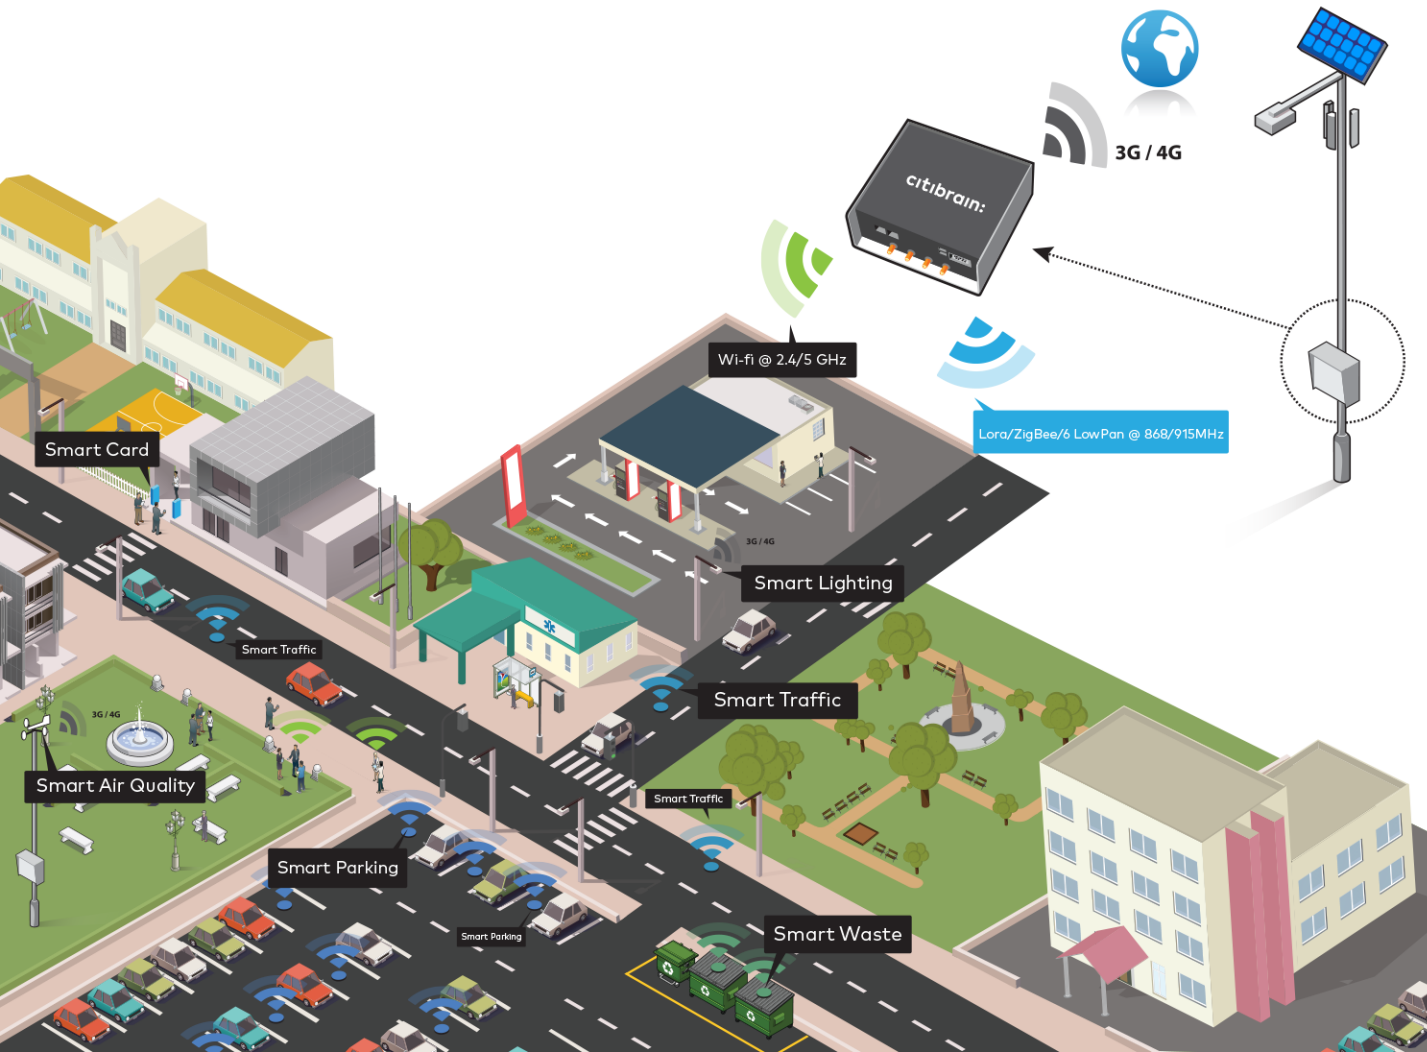 3G / 4G
citibrain:
Wi-fi @ 2.4/5 GHz
Lora/ZigBee/6 LowPan @ 868/915MHz
Smart Card
3G / 4G
Smart Lighting
Smart Traffic
Smart Traffic
3G / 4G
Smart Air Quality
Smart Traffic
Smart Parking
Smart Parking
Smart Waste